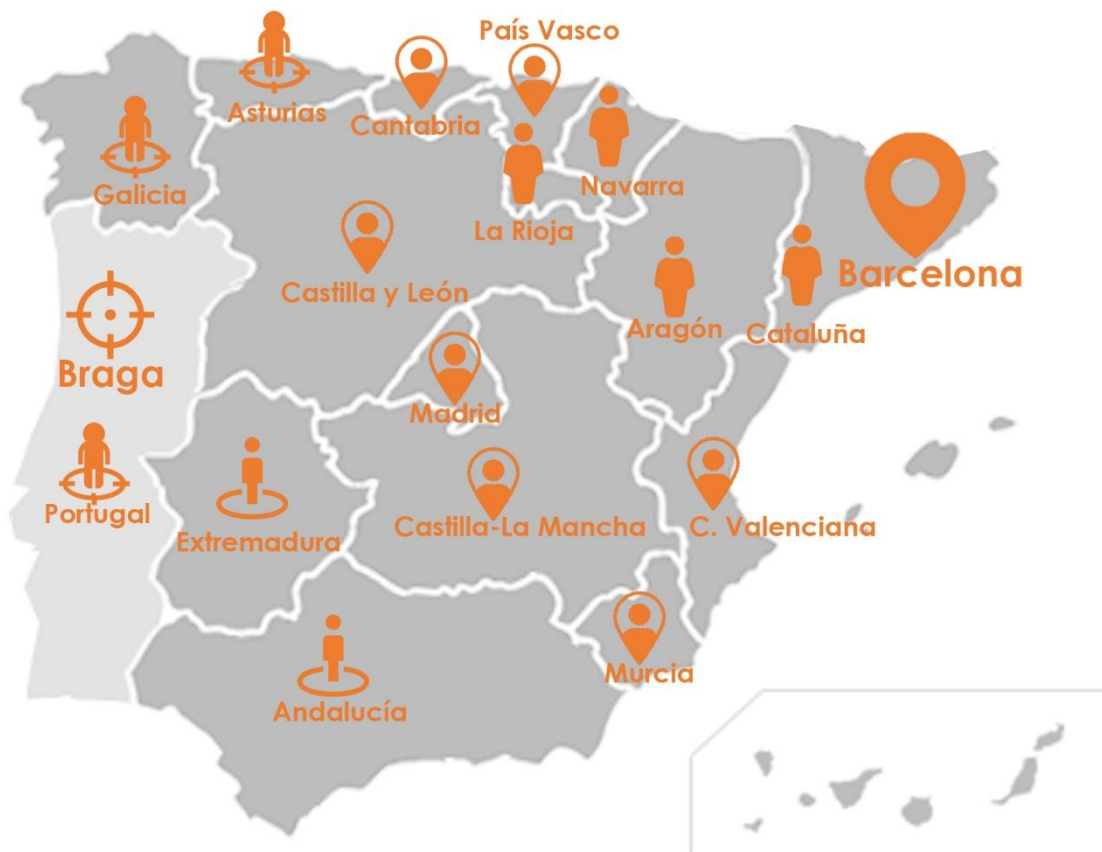 País Vasco
Asturias
Cantabria
Galicia
Navarra
La Rioja
Castilla y León
Barcelona
Aragón
Cataluña
Braga
Madrid
Portugal
Extremadura
Castilla-La Mancha
C. Valenciana
Murcia
Andalucía